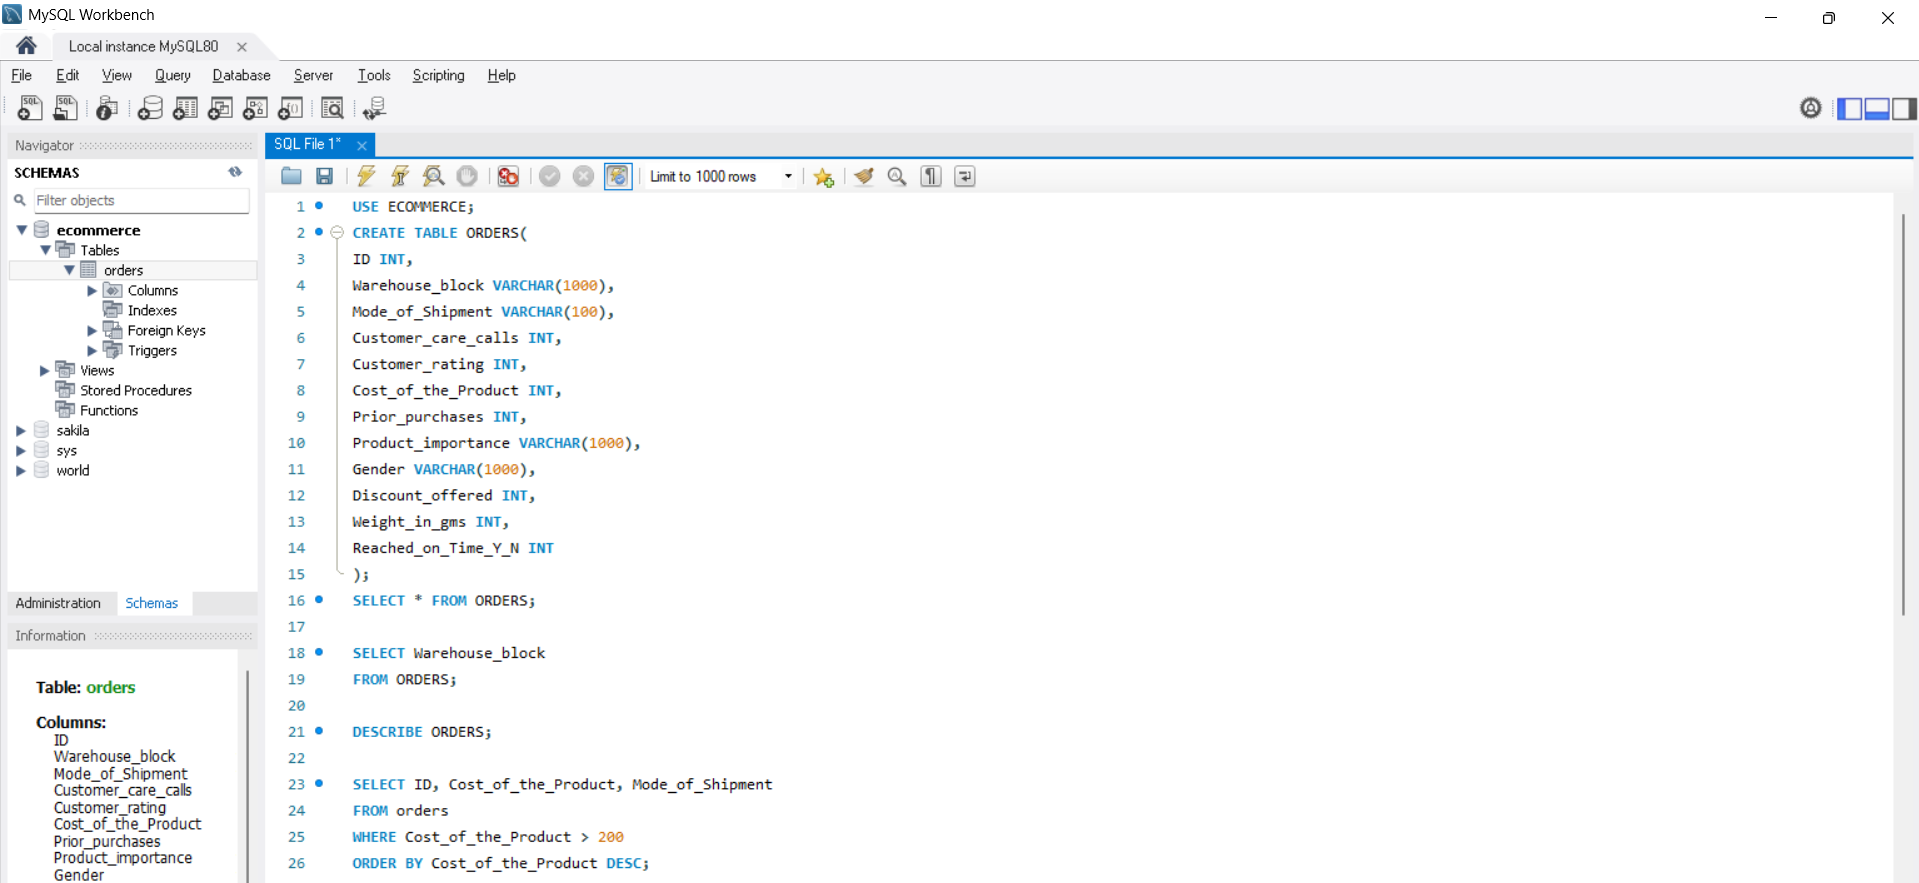 MySQL Workbench
Local instance MySQL80
File Edit View Query Database Server Tools Scripting Help
SQL SQL
Navigator
SCHEMAS
Filter objects
ecommerce
Tables
orders
Columns
Indexes
Foreign Keys
Triggers
Views
Stored Procedures
Functions
sakila
sys
world
Administration Schemas
Information
Table: orders
Columns:
ID
Warehouse_block
Mode_of_Shipment
Customer_care_calls
Customer_rating
Cost_of_the_Product
Prior_purchases
Product_importance
Gender
SQL File 1*
Limit to 1000 rows
1 USE ECOMMERCE;
2 CREATE TABLE ORDERS(
3 ID INT,
4 Warehouse_block VARCHAR(1000),
5 Mode_of_Shipment VARCHAR(100),
6 Customer_care_calls INT,
7 Customer_rating INT,
8 Cost_of_the_Product INT,
9 Prior_purchases INT,
10 Product_importance VARCHAR(1000),
11 Gender VARCHAR(1000),
12 Discount_offered INT,
13 Weight_in_gms INT,
14 Reached_on_Time_Y_N INT
15 );
16 SELECT * FROM ORDERS;
17
18 SELECT Warehouse_block
19 FROM ORDERS;
20
21 DESCRIBE ORDERS;
22
23 SELECT ID, Cost_of_the_Product, Mode_of_Shipment
24 FROM orders
25 WHERE Cost_of_the_Product > 200
26 ORDER BY Cost_of_the_Product DESC;